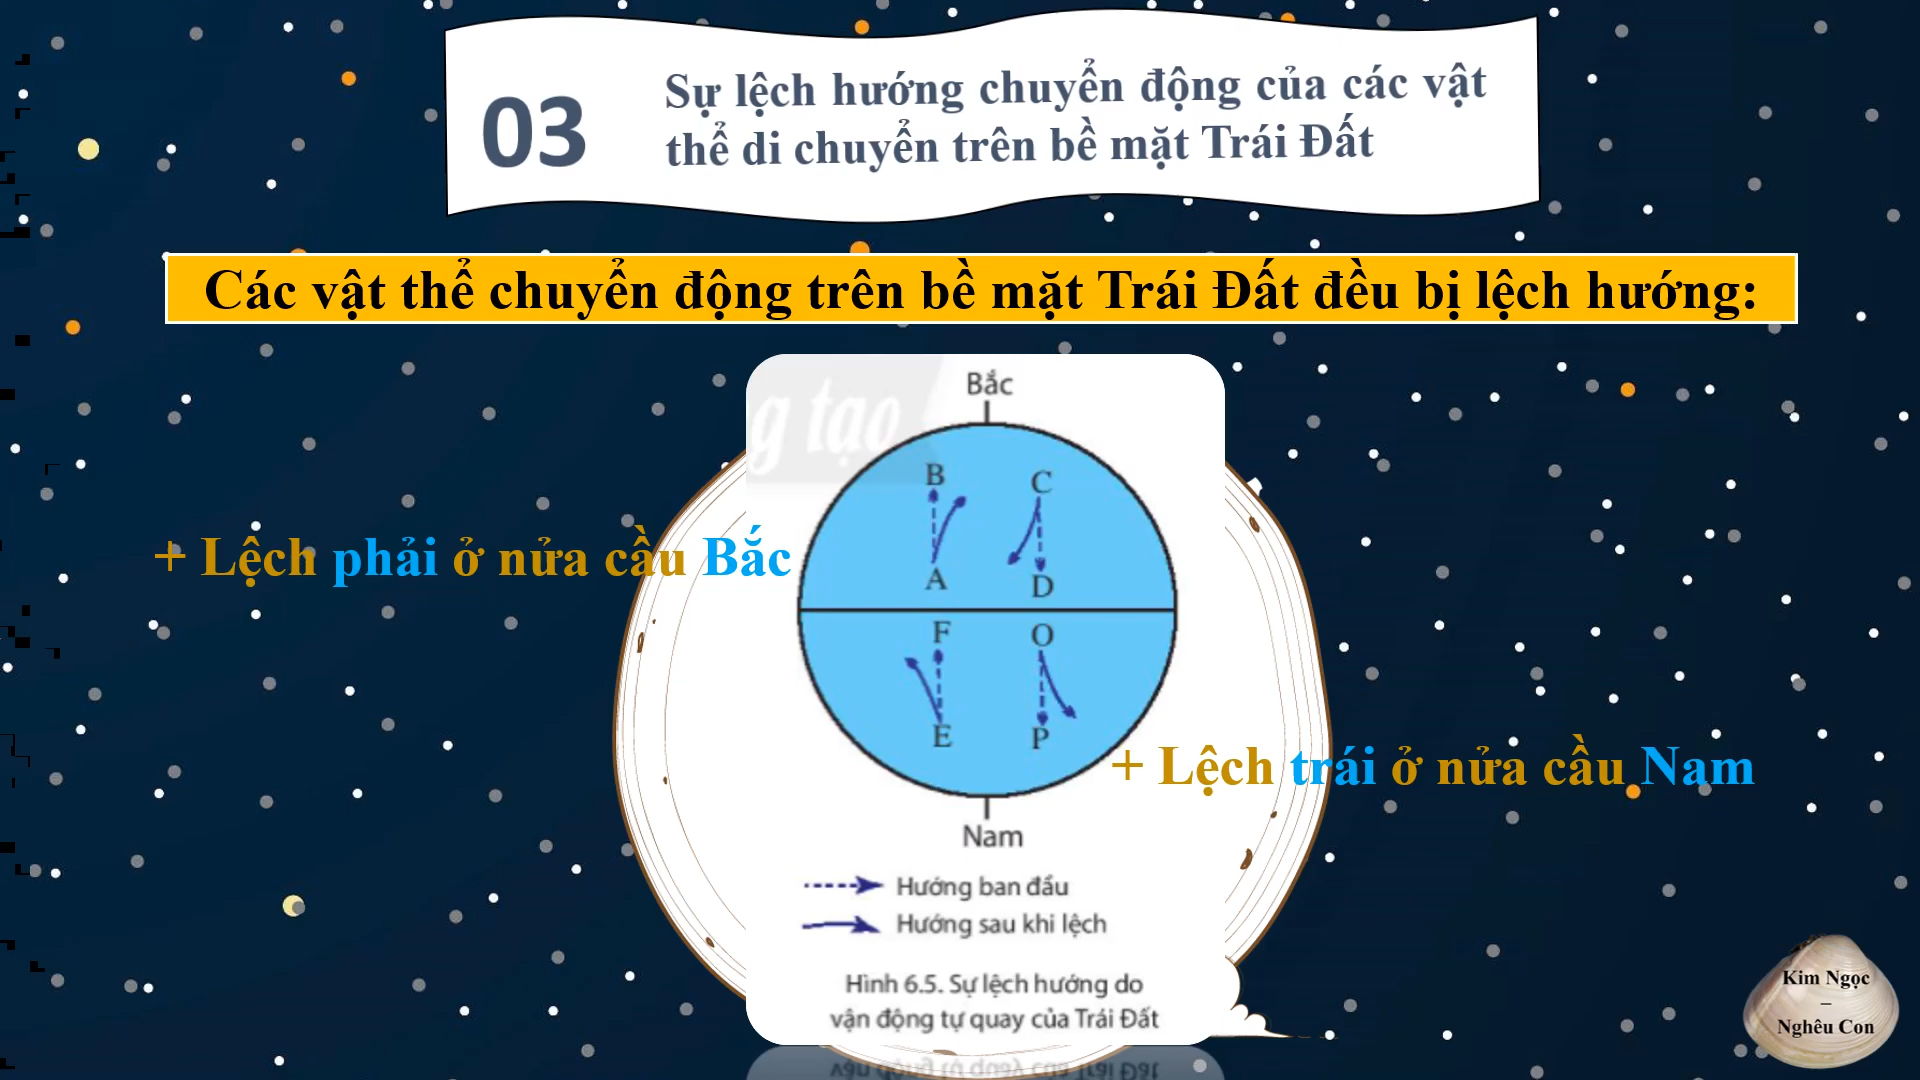 03
Sự lệch hướng chuyển động của các vật
thể di chuyển trên bề mặt Trái Đất
Các vật thể chuyển động trên bề mặt Trái Đất đều bị lệch hướng:
g tạo
Bắc
B
C
+ Lệch phải ở nửa cầu Bắc
A
D
F
O
E
P
+ Lệch trái ở nửa cầu Nam
Nam
Hướng ban đầu
Hướng sau khi lệch
Hình 6.5. Sự lệch hướng do
vận động tự quay của Trái Đất
Kim Ngọc
–
Nghêu Con